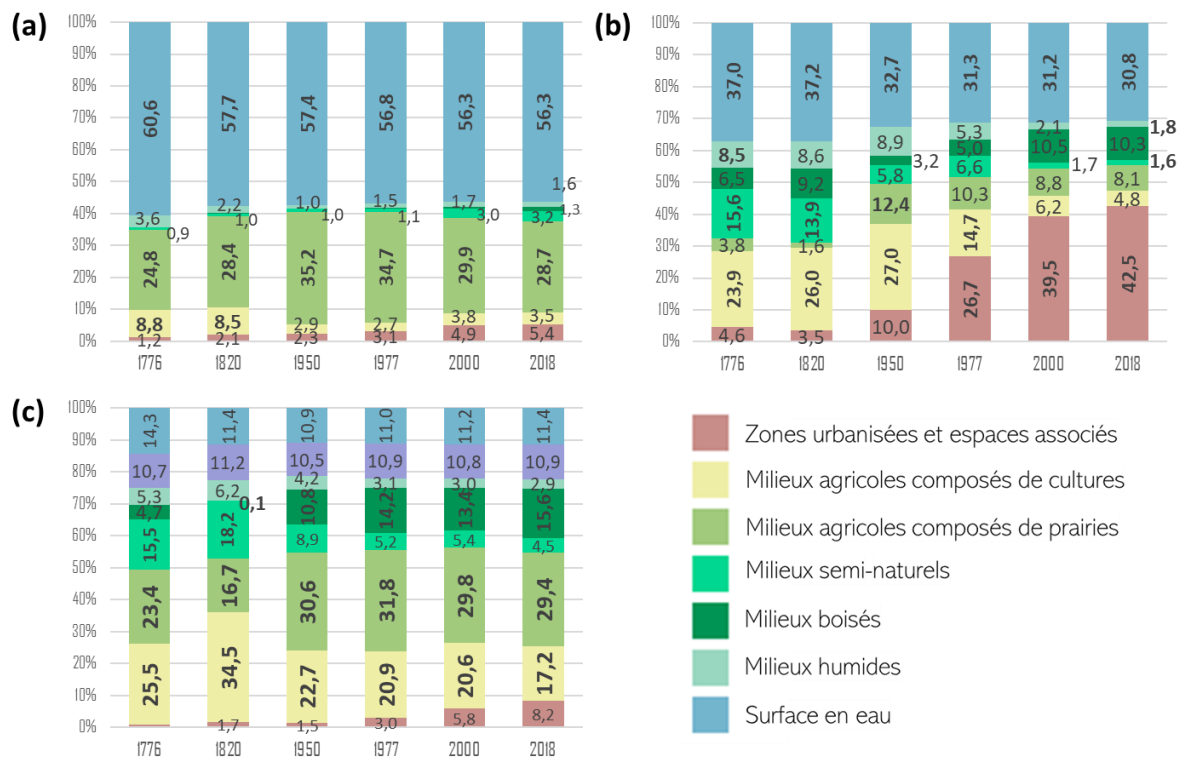 (a)
100%
90%
80%
70%
60%
50%
40%
30%
20%
10%
0%
60,6 57,7 57,4 56,8 56,3 56,3
3,6 2,2 1,0 1,5 1,7 1,6
0,9 1,0 1,0 1,1 3,0 3,2 1,3
24,8 28,4 35,2 34,7 29,9 28,7
8,8 8,5 2,9 2,7 3,8 3,5
1,2 2,1 2,3 3,1 4,9 5,4
1776 1820 1950 1977 2000 2018
(b)
100%
90%
80%
70%
60%
50%
40%
30%
20%
10%
0%
37,0 37,2 32,7 31,3 31,2 30,8
8,5 8,6 8,9 5,3 2,1 1,8
6,5 9,2 3,2 5,0 10,5 10,3
15,6 13,9 5,8 6,6 1,7 1,6
3,8 1,6 12,4 10,3 8,8 8,1
23,9 26,0 27,0 14,7 6,2 4,8
4,6 3,5 10,0 26,7 39,5 42,5
1776 1820 1950 1977 2000 2018
(c)
100%
90%
80%
70%
60%
50%
40%
30%
20%
10%
0%
14,3 11,4 10,9 11,0 11,2 11,4
10,7 11,2 10,5 10,9 10,8 10,9
5,3 6,2 4,2 3,1 3,0 2,9
4,7 0,1 10,8 14,2 13,4 15,6
15,5 18,2 8,9 5,2 5,4 4,5
23,4 16,7 30,6 31,8 29,8 29,4
25,5 34,5 22,7 20,9 20,6 17,2
1,7 1,5 3,0 5,8 8,2
1776 1820 1950 1977 2000 2018
Zones urbanisées et espaces associés
Milieux agricoles composés de cultures
Milieux agricoles composés de prairies
Milieux semi-naturels
Milieux boisés
Milieux humides
Surface en eau